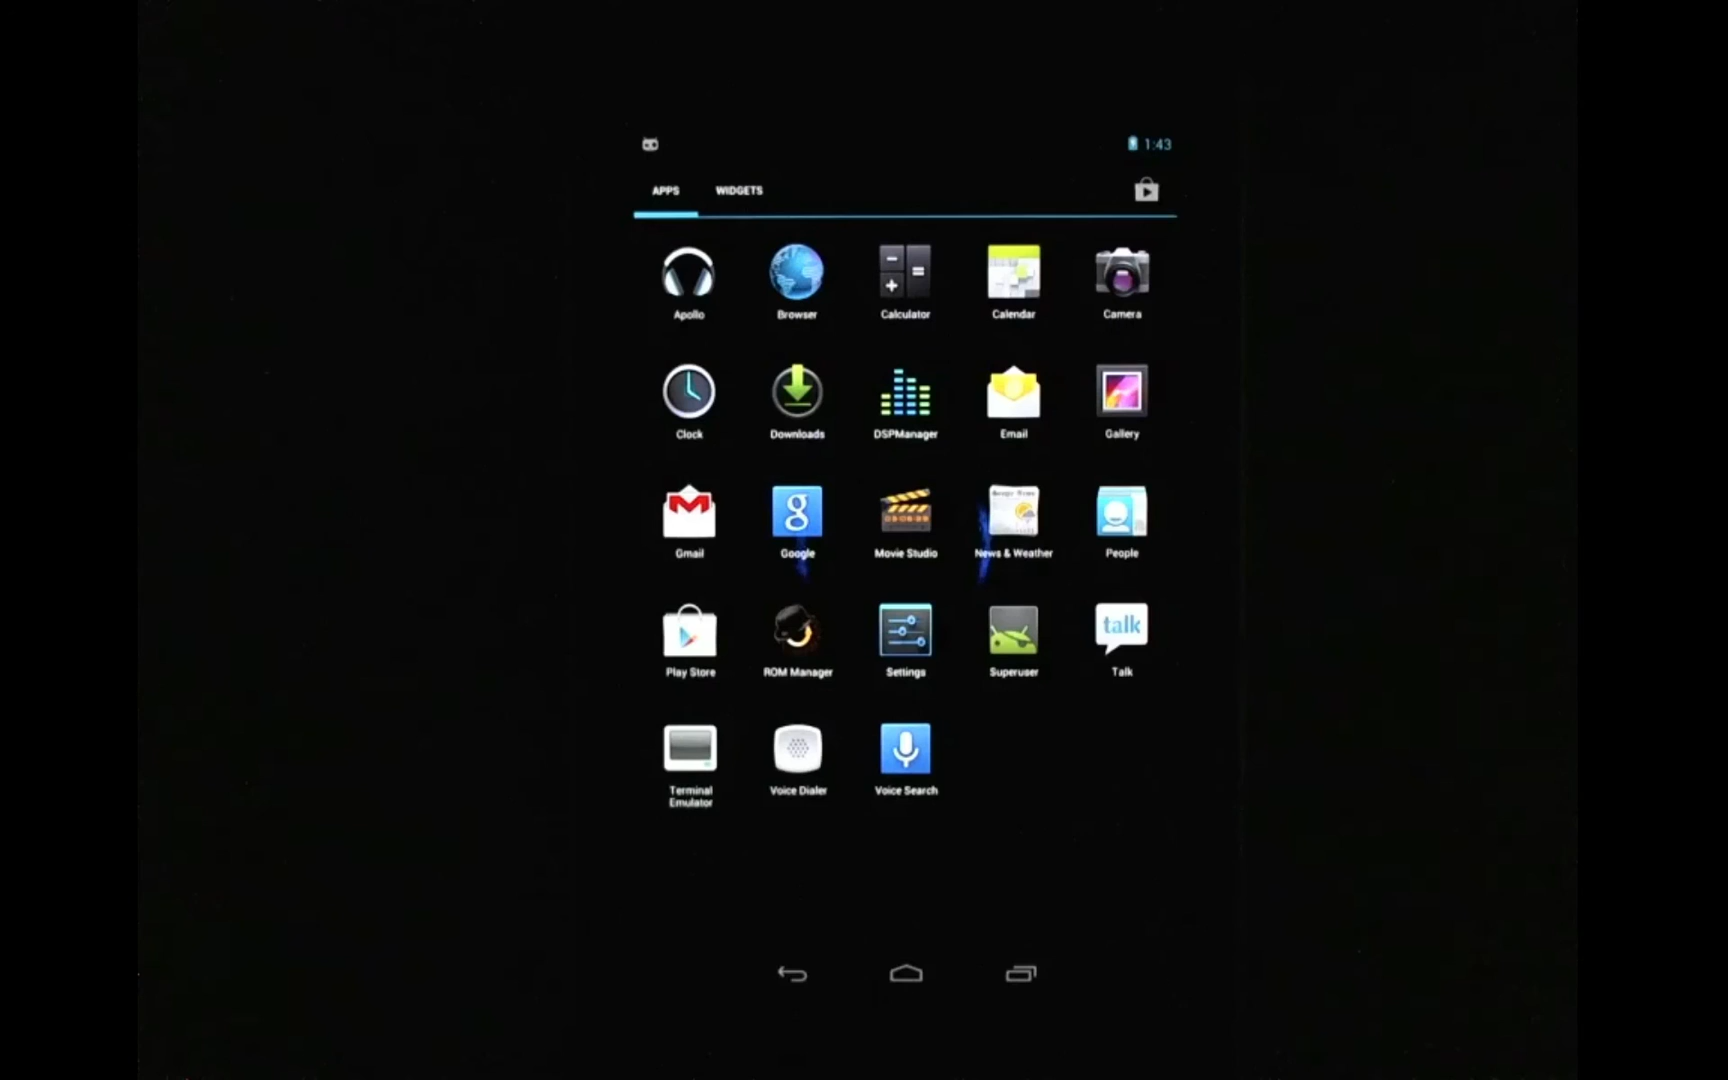 1:43
APPS WIDGETS
Apollo Browser Calculator Calendar Camera
Clock Downloads DSPManager Email Gallery
Gmail Google Movie Studio News & Weather People
talk
Play Store ROM Manager Settings Superuser Talk
Terminal Voice Dialer Voice Search
Emulator